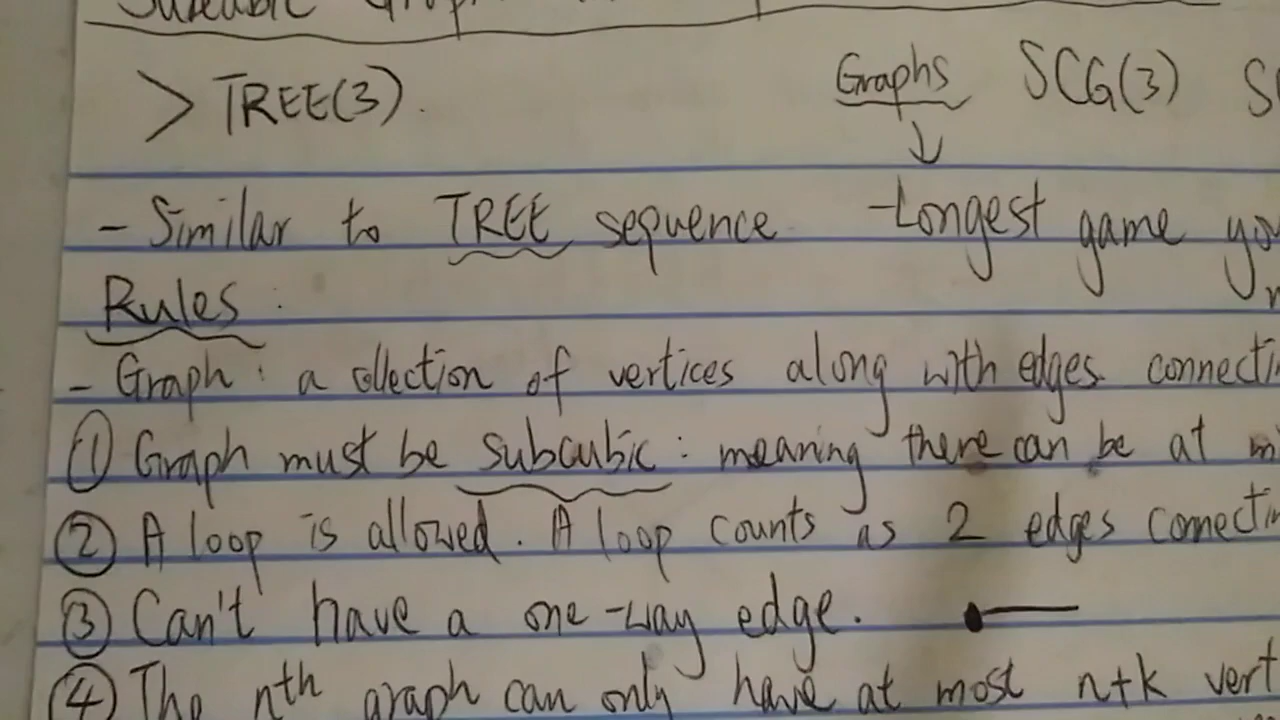 > TREE(3). Graphs SCG(3)
↓
- Similar to TREE sequence - Longest game
Rules :
- Graph : a collection of vertices along with edges
① Graph must be subcubic : meaning there can be at
② A loop is allowed. A loop counts as 2 edges
③ Can't have a one-way edge.
④ The nth graph can only have at most n+k